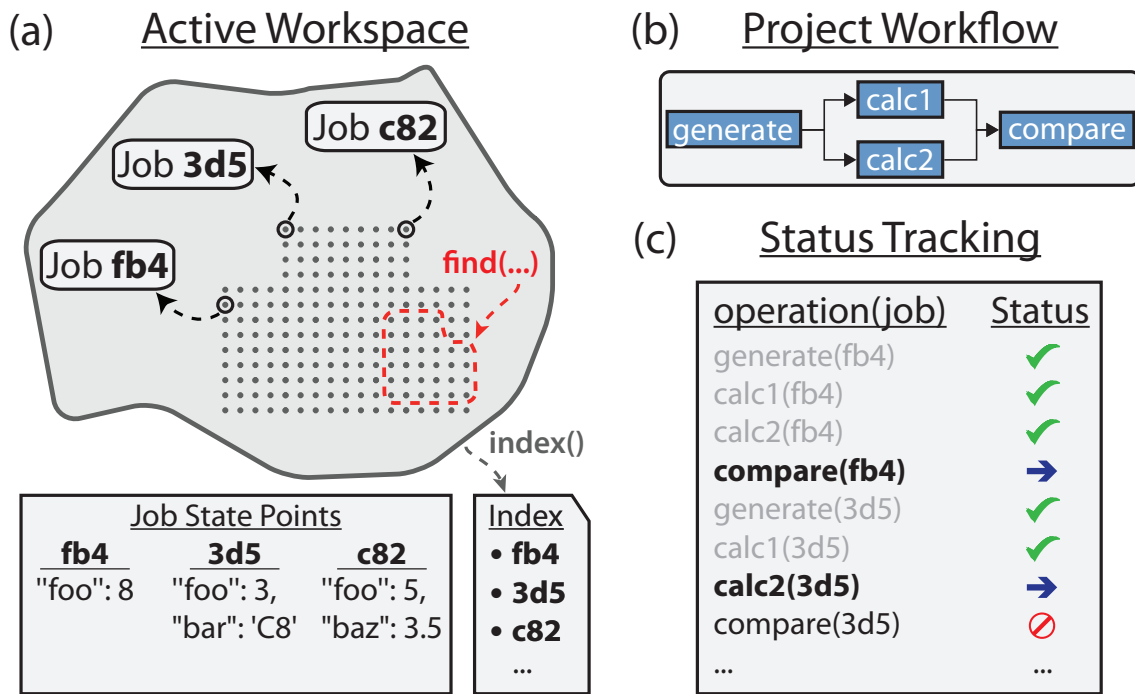 (a) Active Workspace
Job c82
Job 3d5
Job fb4
find(...)
index()
Job State Points
fb4 3d5 c82
"foo": 8 "foo": 3, "foo": 5,
"bar": 'C8' "baz": 3.5
Index
• fb4
• 3d5
• c82
...
(b) Project Workflow
generate
calc1
calc2
compare
(c) Status Tracking
operation(job) Status
generate(fb4)
calc1(fb4)
calc2(fb4)
compare(fb4)
generate(3d5)
calc1(3d5)
calc2(3d5)
compare(3d5)
... ...